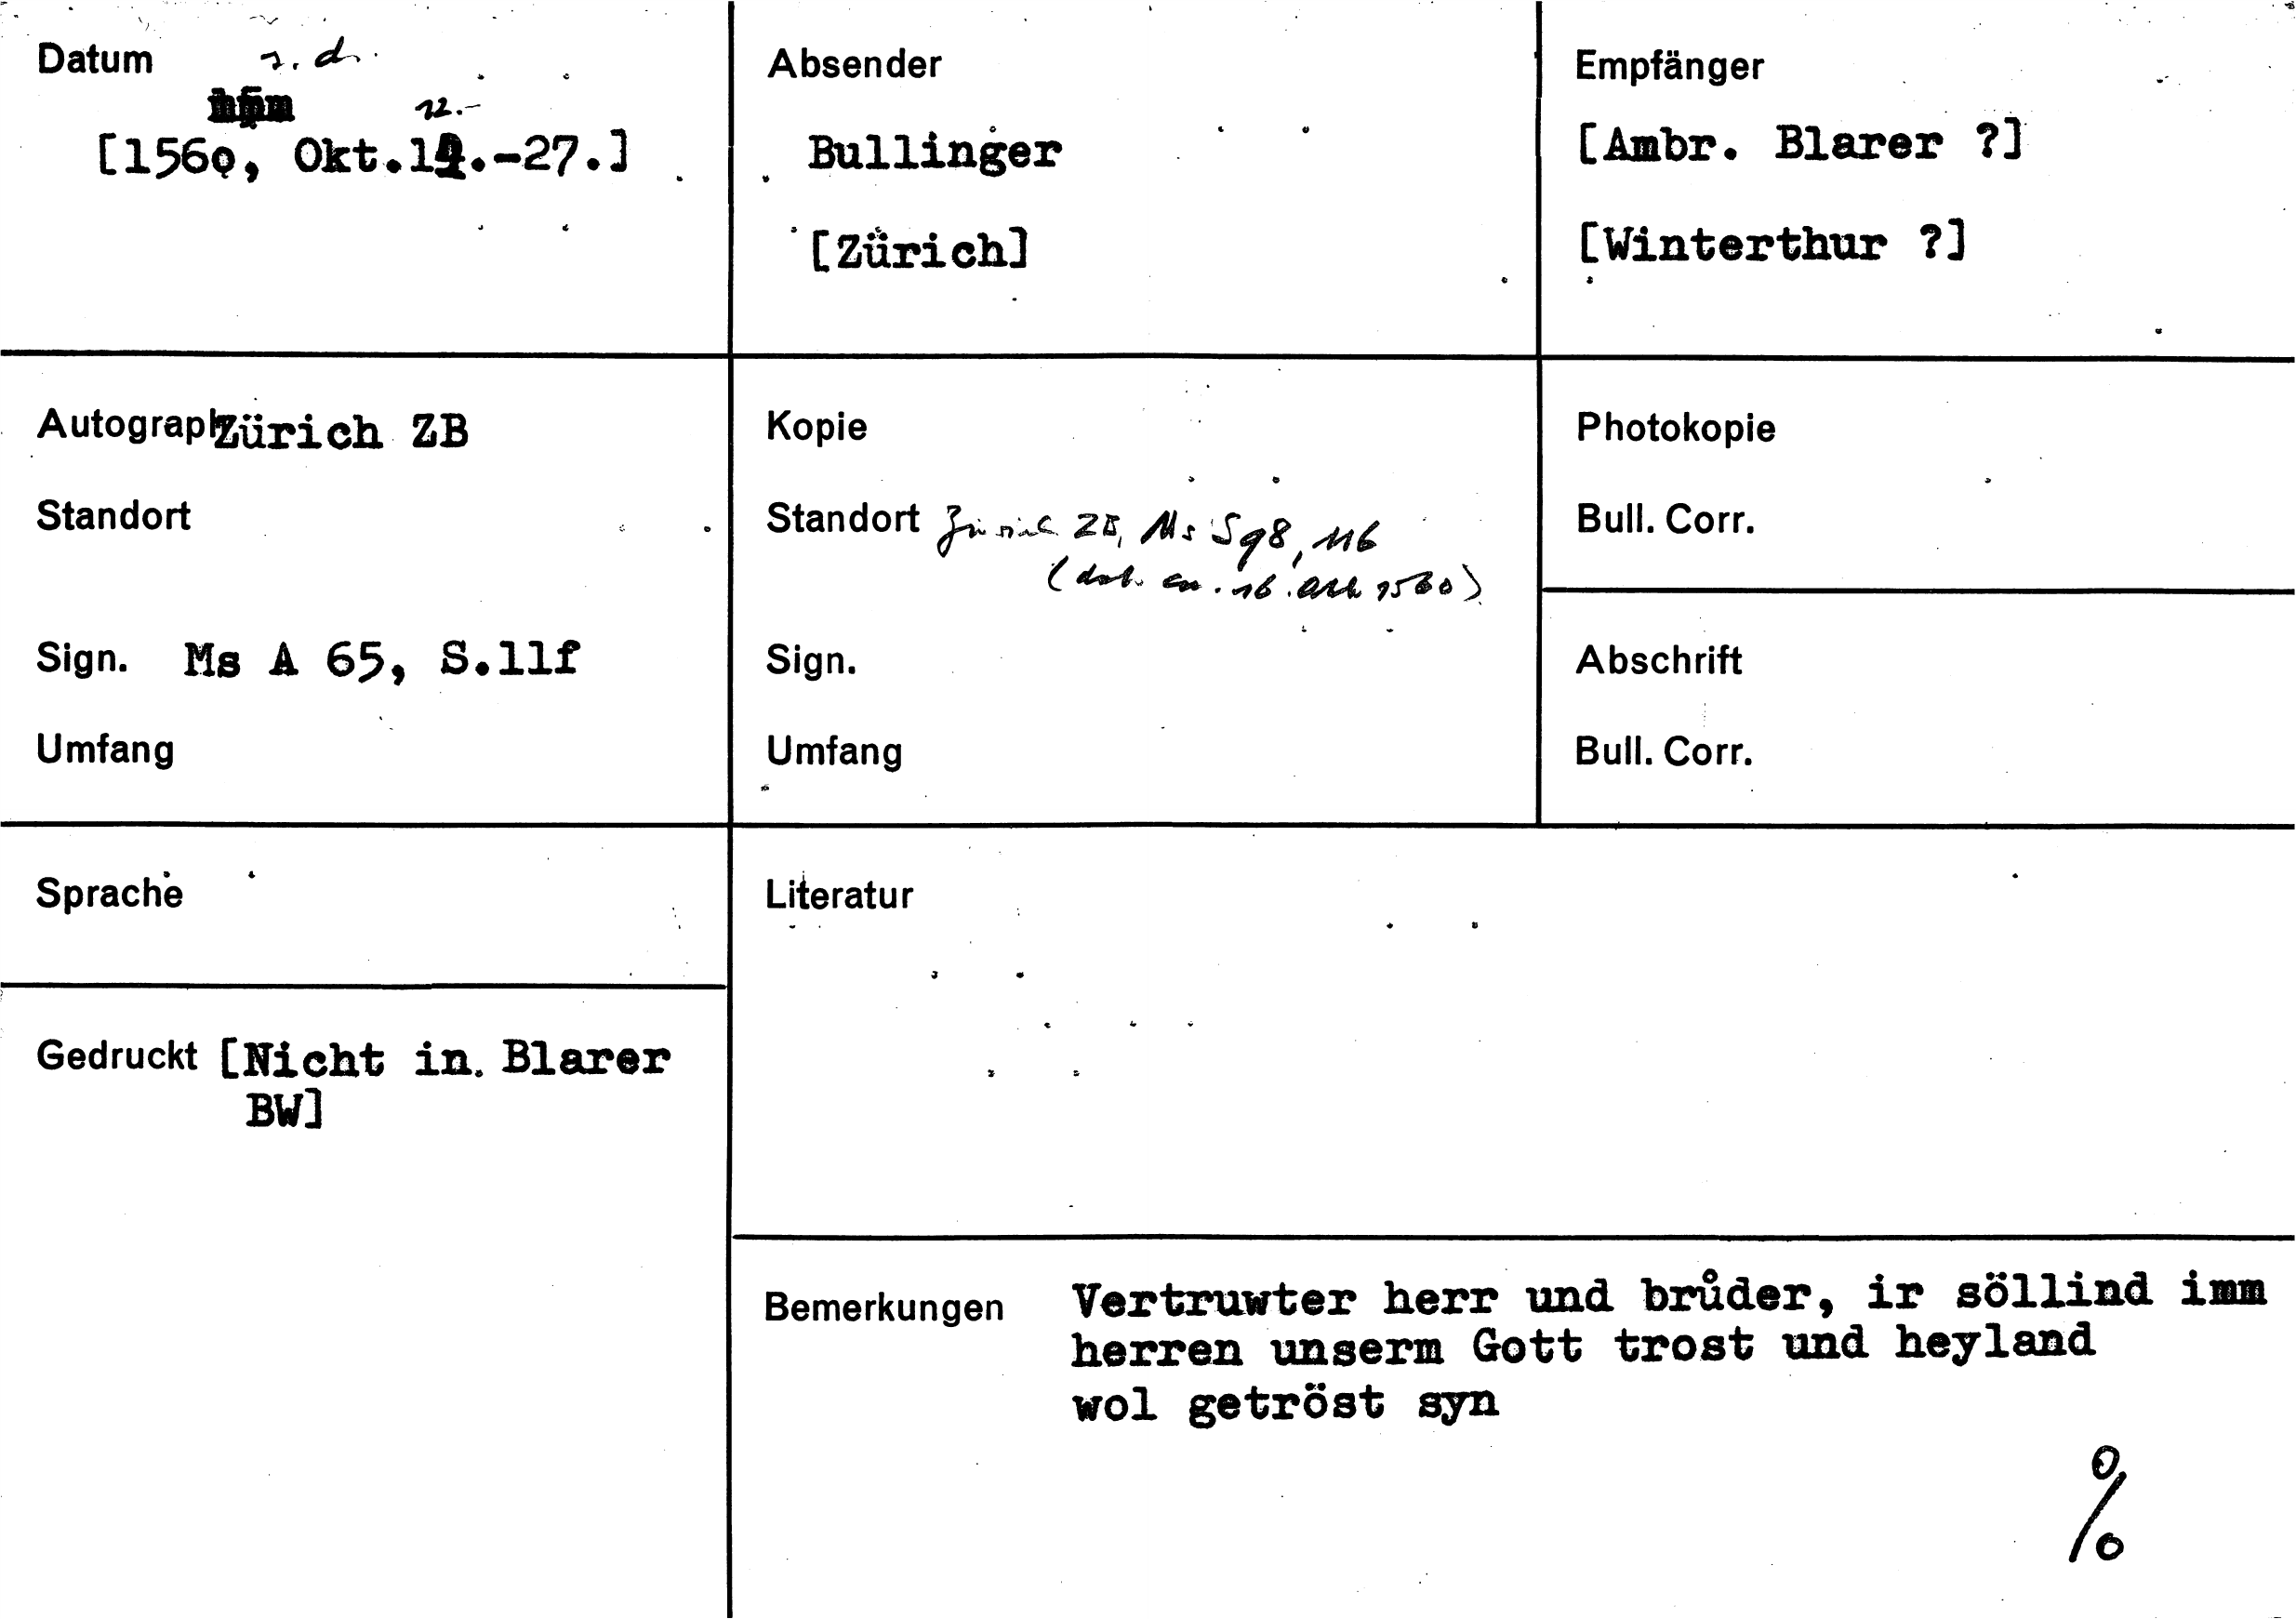 Datum s. d.
12.-
[1560, Okt.12.-27.]
Absender
Bullinger
[Zürich]
Empfänger
[Ambr. Blarer ?]
[Winterthur ?]
Autograph Zürich ZB
Standort
Sign. Ms A 65, S.11f
Umfang
Kopie
Standort Zürich ZB, Ms S 98, 116
(dat. ca. 16. Okt. 1560)
Sign.
Umfang
Photokopie
Bull. Corr.
Abschrift
Bull. Corr.
Sprache
Literatur
Gedruckt [Nicht in Blarer
BW]
Bemerkungen Vertruwter herr und brůder, ir söllind imm
herren unserm Gott trost und heyland
wol getröst syn
%